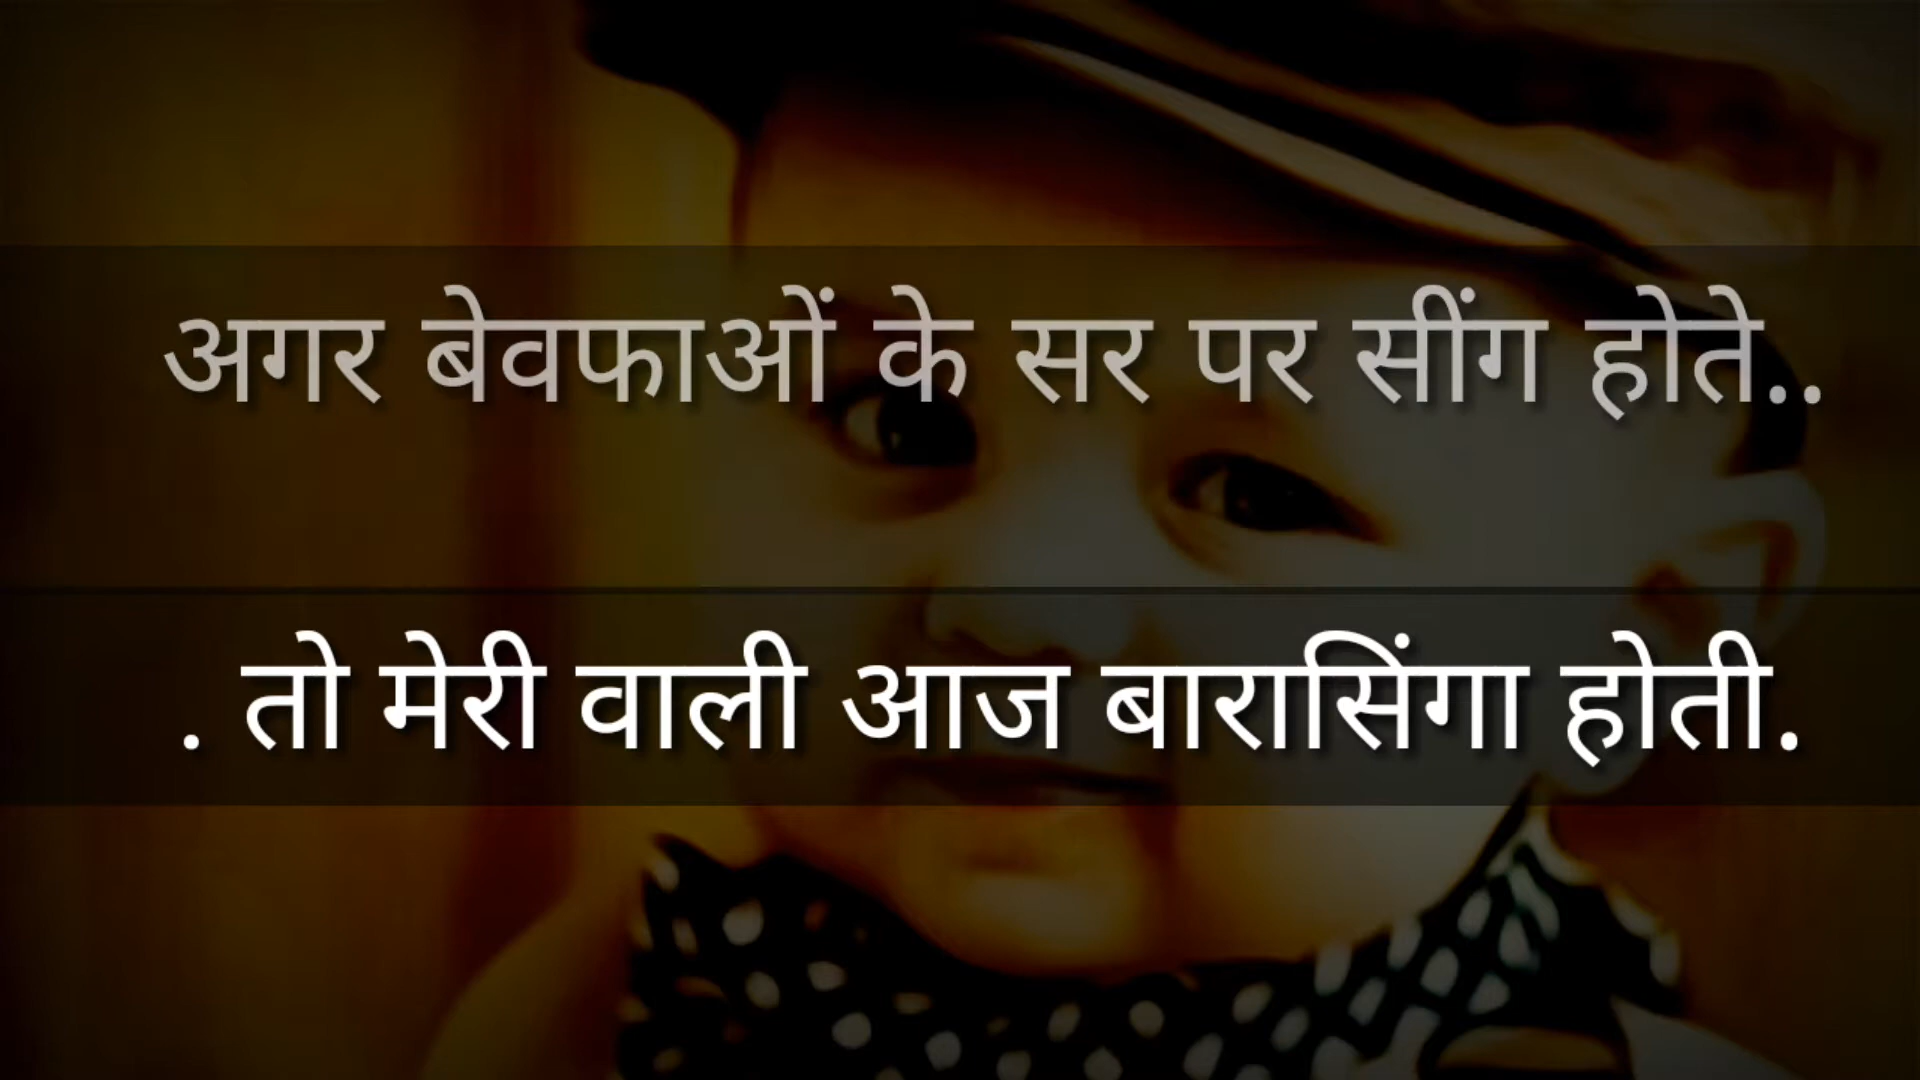 अगर बेवफाओं के सर पर सींग होते..
. तो मेरी वाली आज बारासिंगा होती.